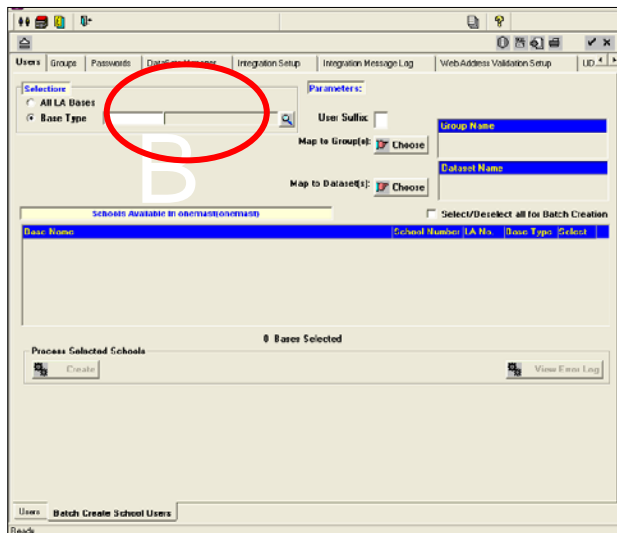 Users Groups Passwords Integration Setup Integration Message Log Web Address Validation Setup UD
Selection:
All LA Bases
Base Type
Parameters:
User Suffix
Map to Group(s): Choose
Group Name
Map to Dataset(s): Choose
Dataset Name
B
Schools Available in onemast(onemast)
Select/Deselect all for Batch Creation
Base Name School Number LA No. Base Type Select
0 Bases Selected
Process Selected Schools
Create View Error Log
Users Batch Create School Users
Ready